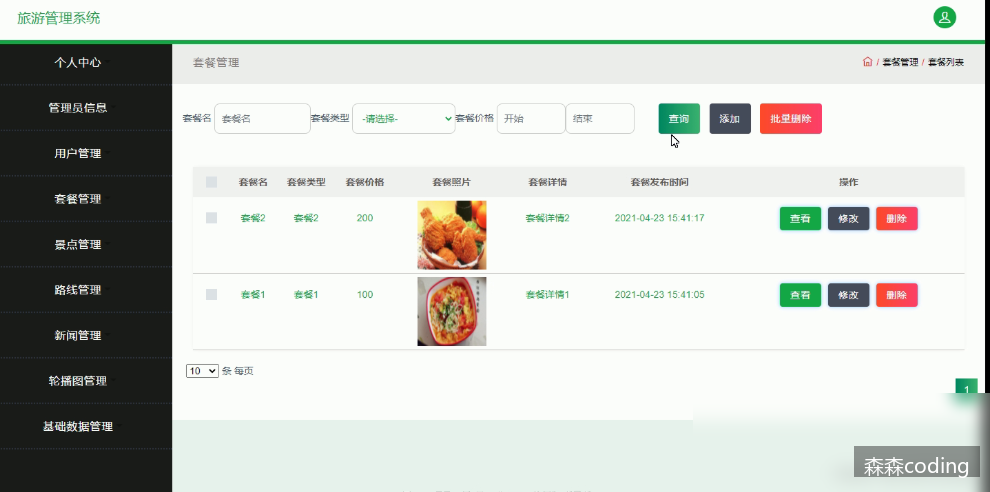 旅游管理系统
个人中心
管理员信息
用户管理
套餐管理
景点管理
路线管理
新闻管理
轮播图管理
基础数据管理
套餐管理
/ 套餐管理 / 套餐列表
套餐名 套餐名 套餐类型 -请选择- 套餐价格 开始 结束 查询 添加 批量删除
套餐名 套餐类型 套餐价格 套餐照片 套餐详情 套餐发布时间 操作
套餐2 套餐2 200 套餐详情2 2021-04-23 15:41:17 查看 修改 删除
套餐1 套餐1 100 套餐详情1 2021-04-23 15:41:05 查看 修改 删除
10 条 每页
1
森森coding